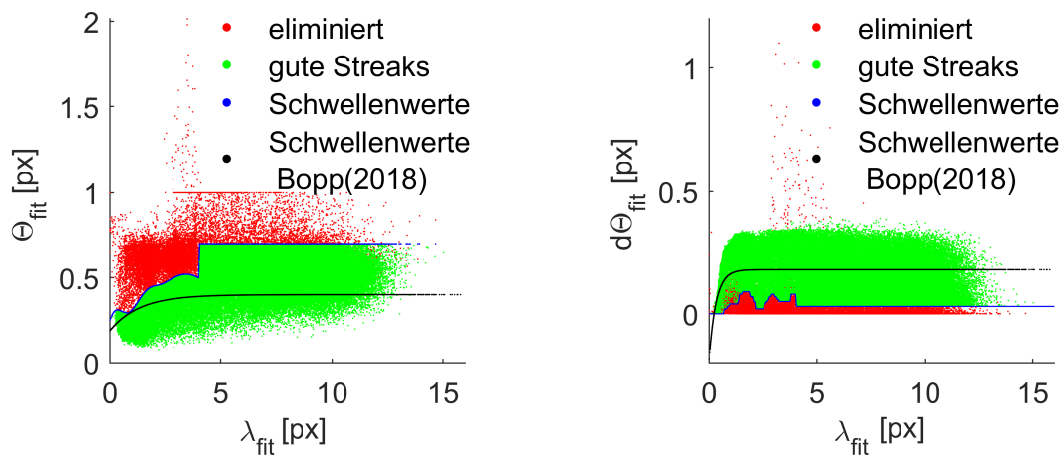 eliminiert
gute Streaks
Schwellenwerte
Schwellenwerte
Bopp(2018)
2
1.5
1
0.5
0
0
5
10
15
Θfit [px]
λfit [px]
eliminiert
gute Streaks
Schwellenwerte
Schwellenwerte
Bopp(2018)
1
0.5
0
0
5
10
15
dΘfit [px]
λfit [px]